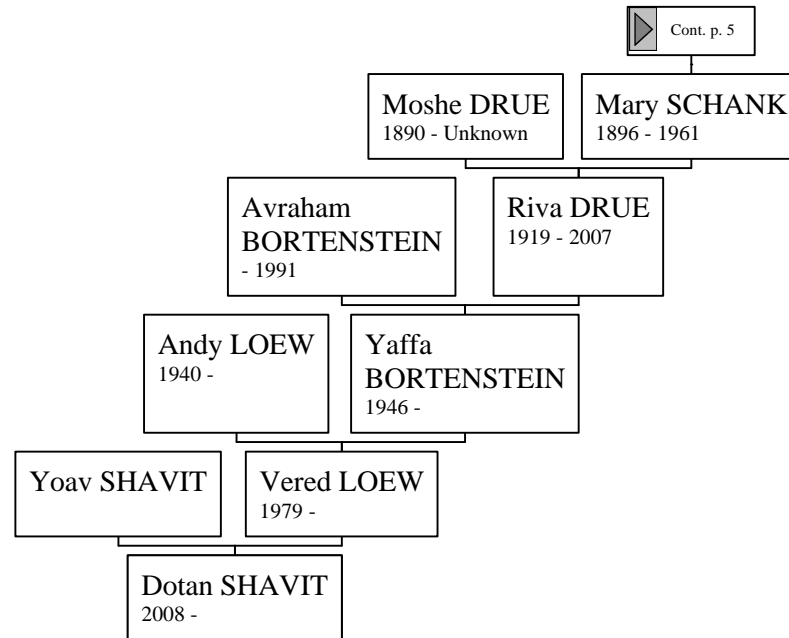 Cont. p. 5
Moshe DRUE
1890 - Unknown
Mary SCHANK
1896 - 1961
Avraham
BORTENSTEIN
- 1991
Riva DRUE
1919 - 2007
Andy LOEW
1940 -
Yaffa
BORTENSTEIN
1946 -
Yoav SHAVIT
Vered LOEW
1979 -
Dotan SHAVIT
2008 -